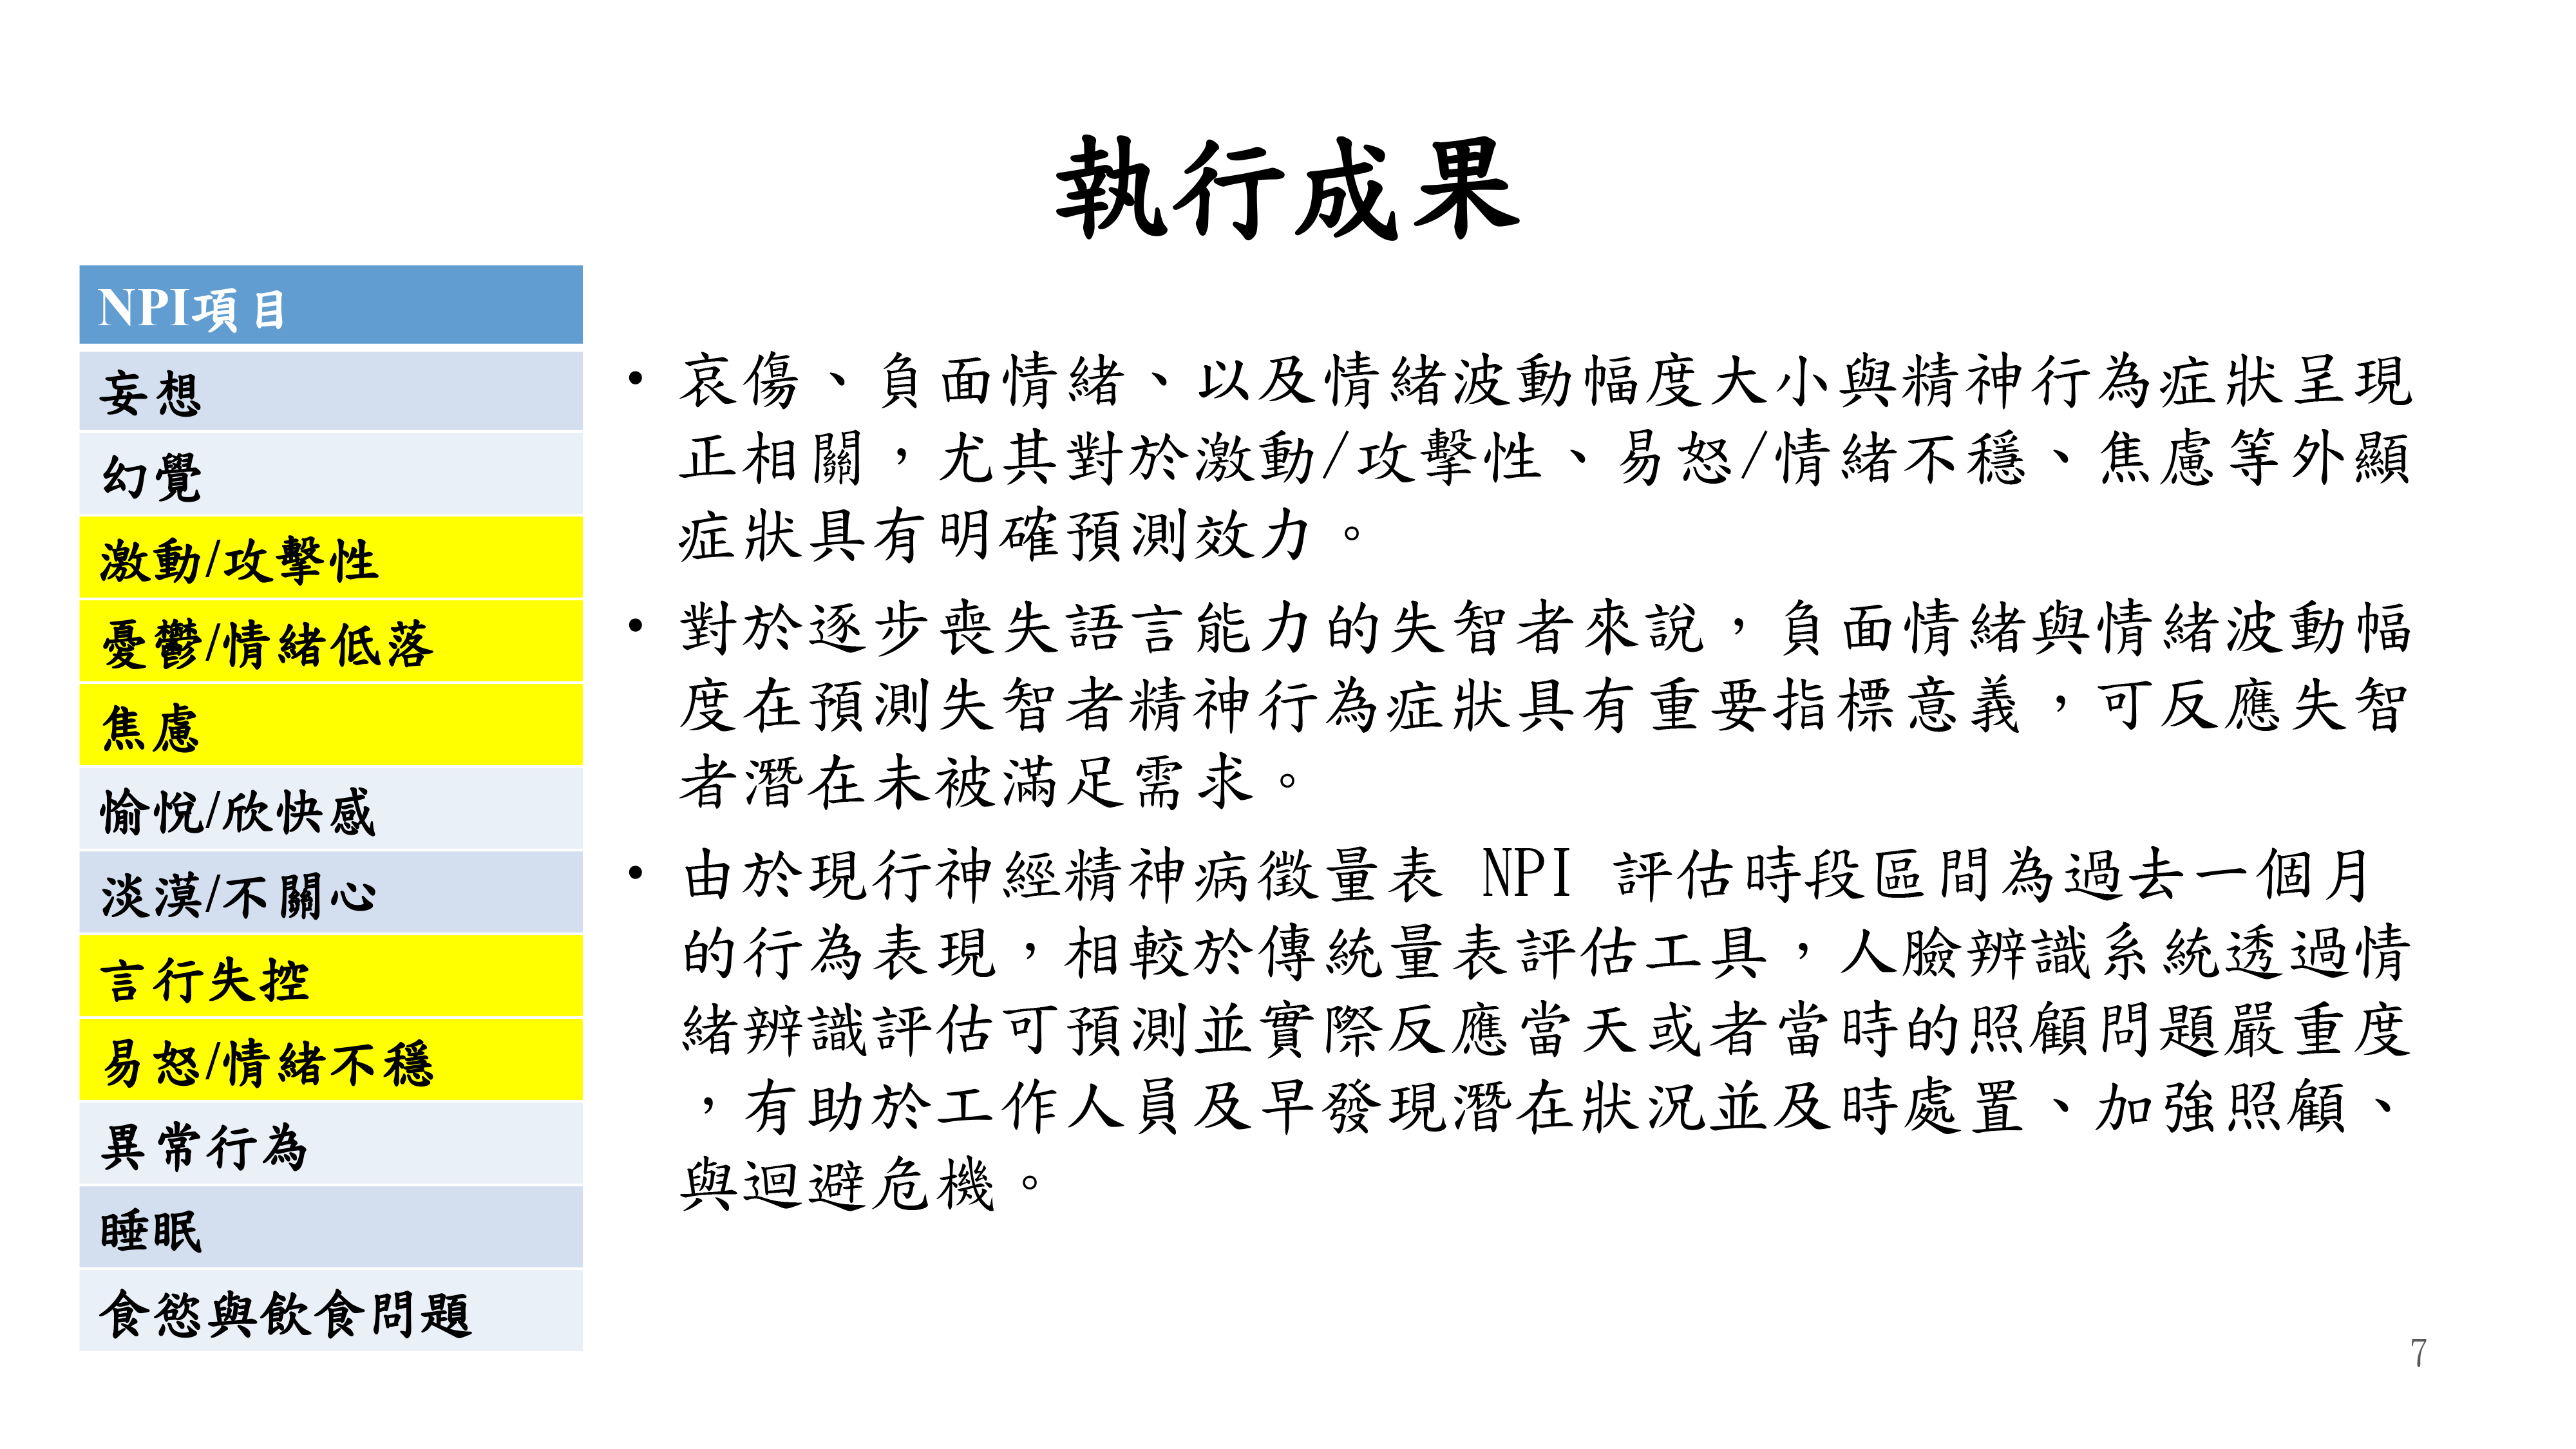 執行成果
NPI項目
妄想
幻覺
激動/攻擊性
憂鬱/情緒低落
焦慮
愉悅/欣快感
淡漠/不關心
言行失控
易怒/情緒不穩
異常行為
睡眠
食慾與飲食問題
• 哀傷、負面情緒、以及情緒波動幅度大小與精神行為症狀呈現
正相關，尤其對於激動/攻擊性、易怒/情緒不穩、焦慮等外顯
症狀具有明確預測效力。
• 對於逐步喪失語言能力的失智者來說，負面情緒與情緒波動幅
度在預測失智者精神行為症狀具有重要指標意義，可反應失智
者潛在未被滿足需求。
• 由於現行神經精神病徵量表 NPI 評估時段區間為過去一個月
的行為表現，相較於傳統量表評估工具，人臉辨識系統透過情
緒辨識評估可預測並實際反應當天或者當時的照顧問題嚴重度
，有助於工作人員及早發現潛在狀況並及時處置、加強照顧、
與迴避危機。
7